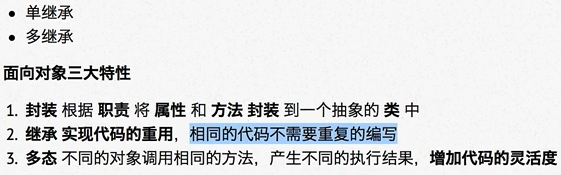 • 单继承
• 多继承
面向对象三大特性
1. 封装 根据 职责 将 属性 和 方法 封装 到一个抽象的 类 中
2. 继承 实现代码的重用，相同的代码不需要重复的编写
3. 多态 不同的对象调用相同的方法，产生不同的执行结果，增加代码的灵活度